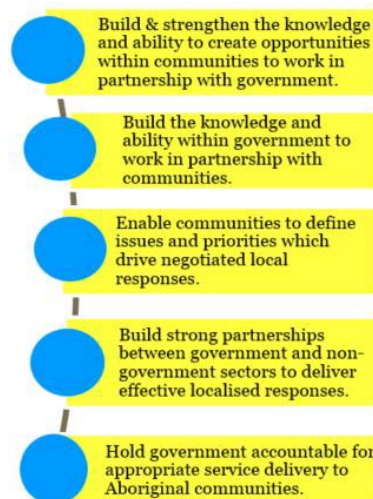 Build & strengthen the knowledge
and ability to create opportunities
within communities to work in
partnership with government.
Build the knowledge and
ability within government to
work in partnership with
communities.
Enable communities to define
issues and priorities which
drive negotiated local
responses.
Build strong partnerships
between government and non-
government sectors to deliver
effective localised responses.
Hold government accountable for
appropriate service delivery to
Aboriginal communities.